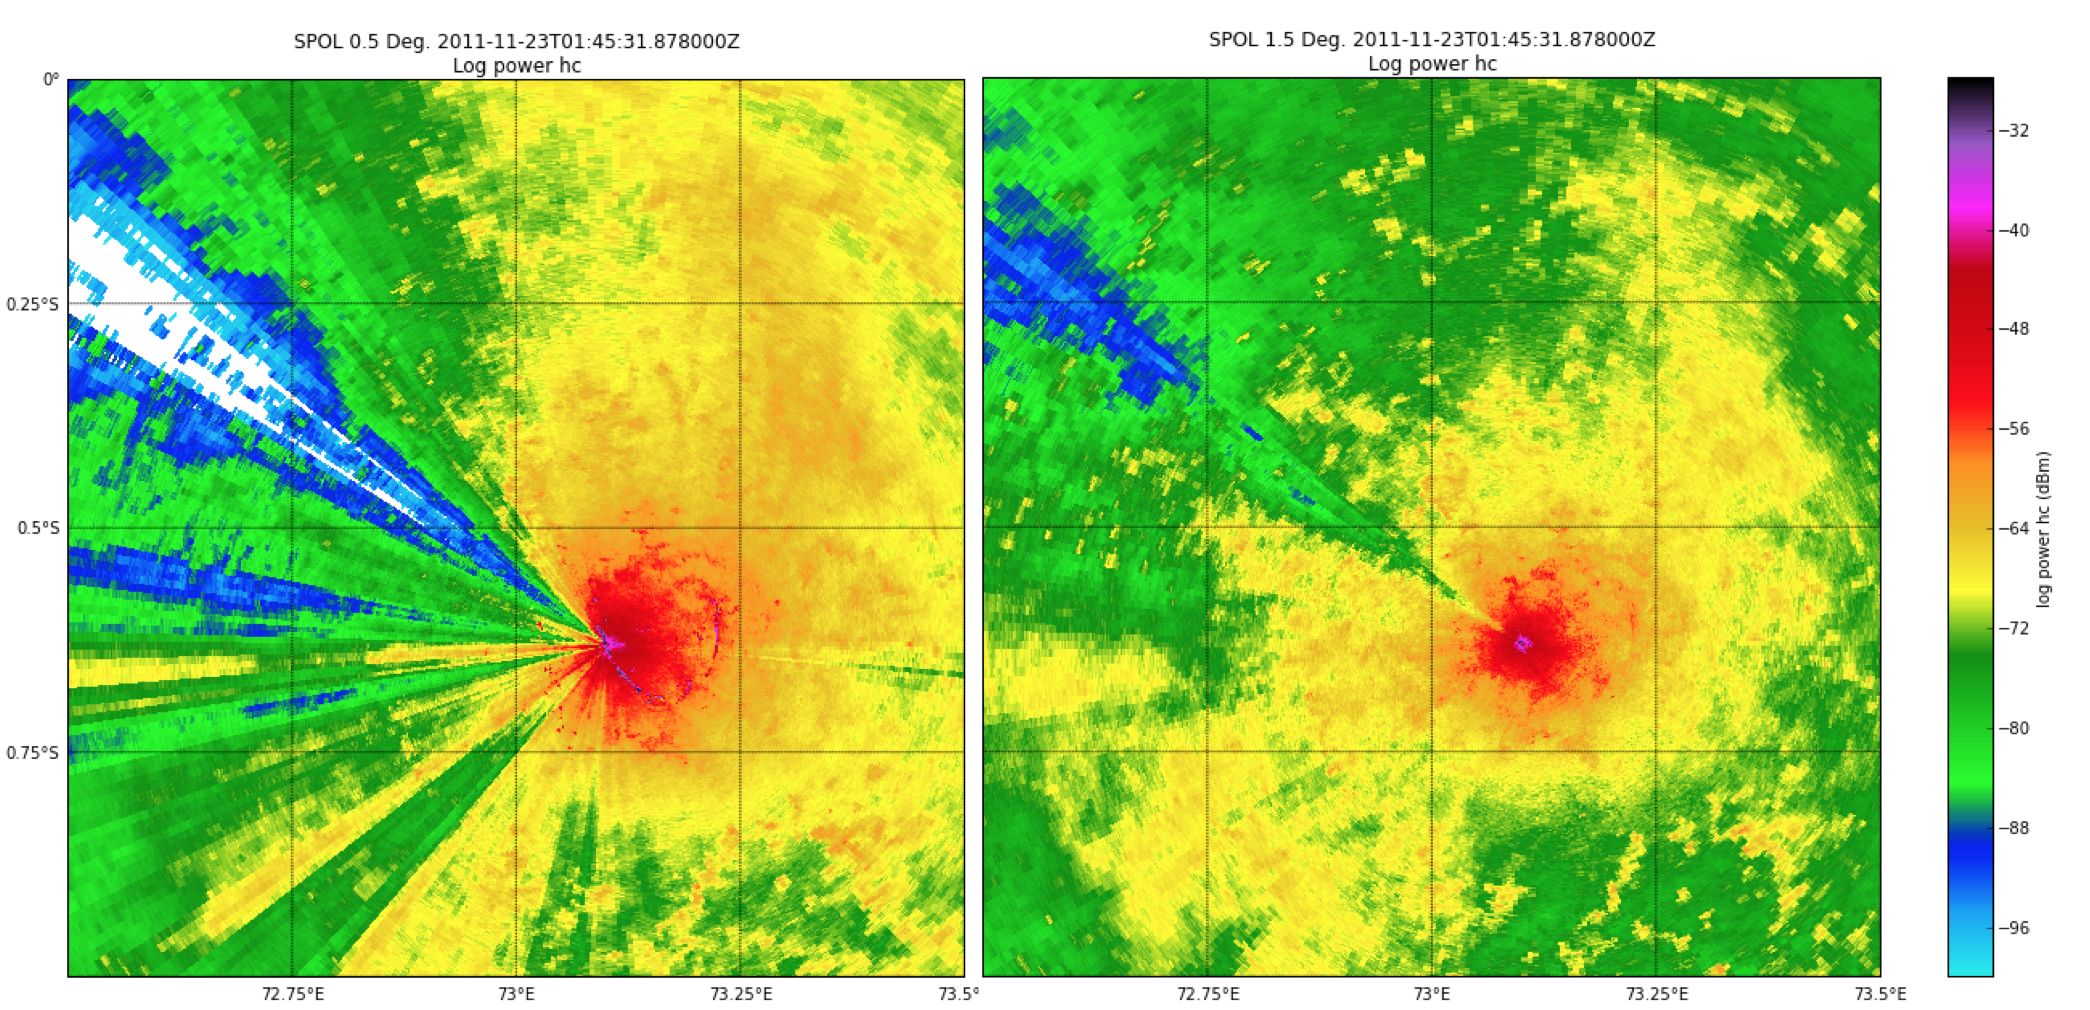 SPOL 0.5 Deg. 2011-11-23T01:45:31.878000Z
Log power hc
SPOL 1.5 Deg. 2011-11-23T01:45:31.878000Z
Log power hc
0°
0.25°S
0.5°S
0.75°S
72.75°E
73°E
73.25°E
73.5°
72.75°E
73°E
73.25°E
73.5°E
−32
−40
−48
−56
−64
−72
−80
−88
−96
log power hc (dBm)